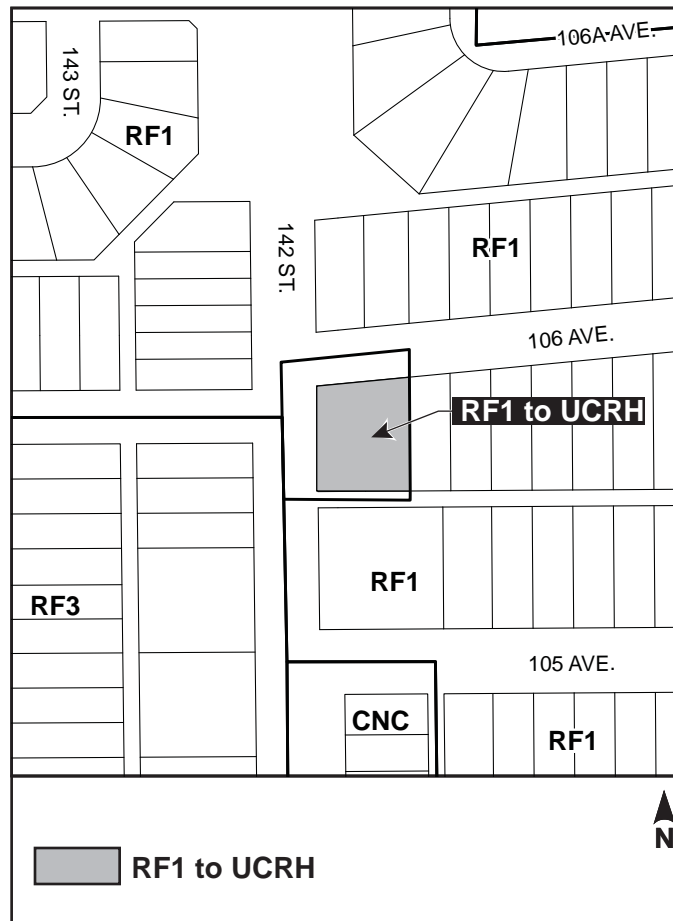 106A AVE.
143 ST.
RF1
142 ST.
RF1
106 AVE.
RF1 to UCRH
RF1
RF3
105 AVE.
CNC
RF1
N
RF1 to UCRH